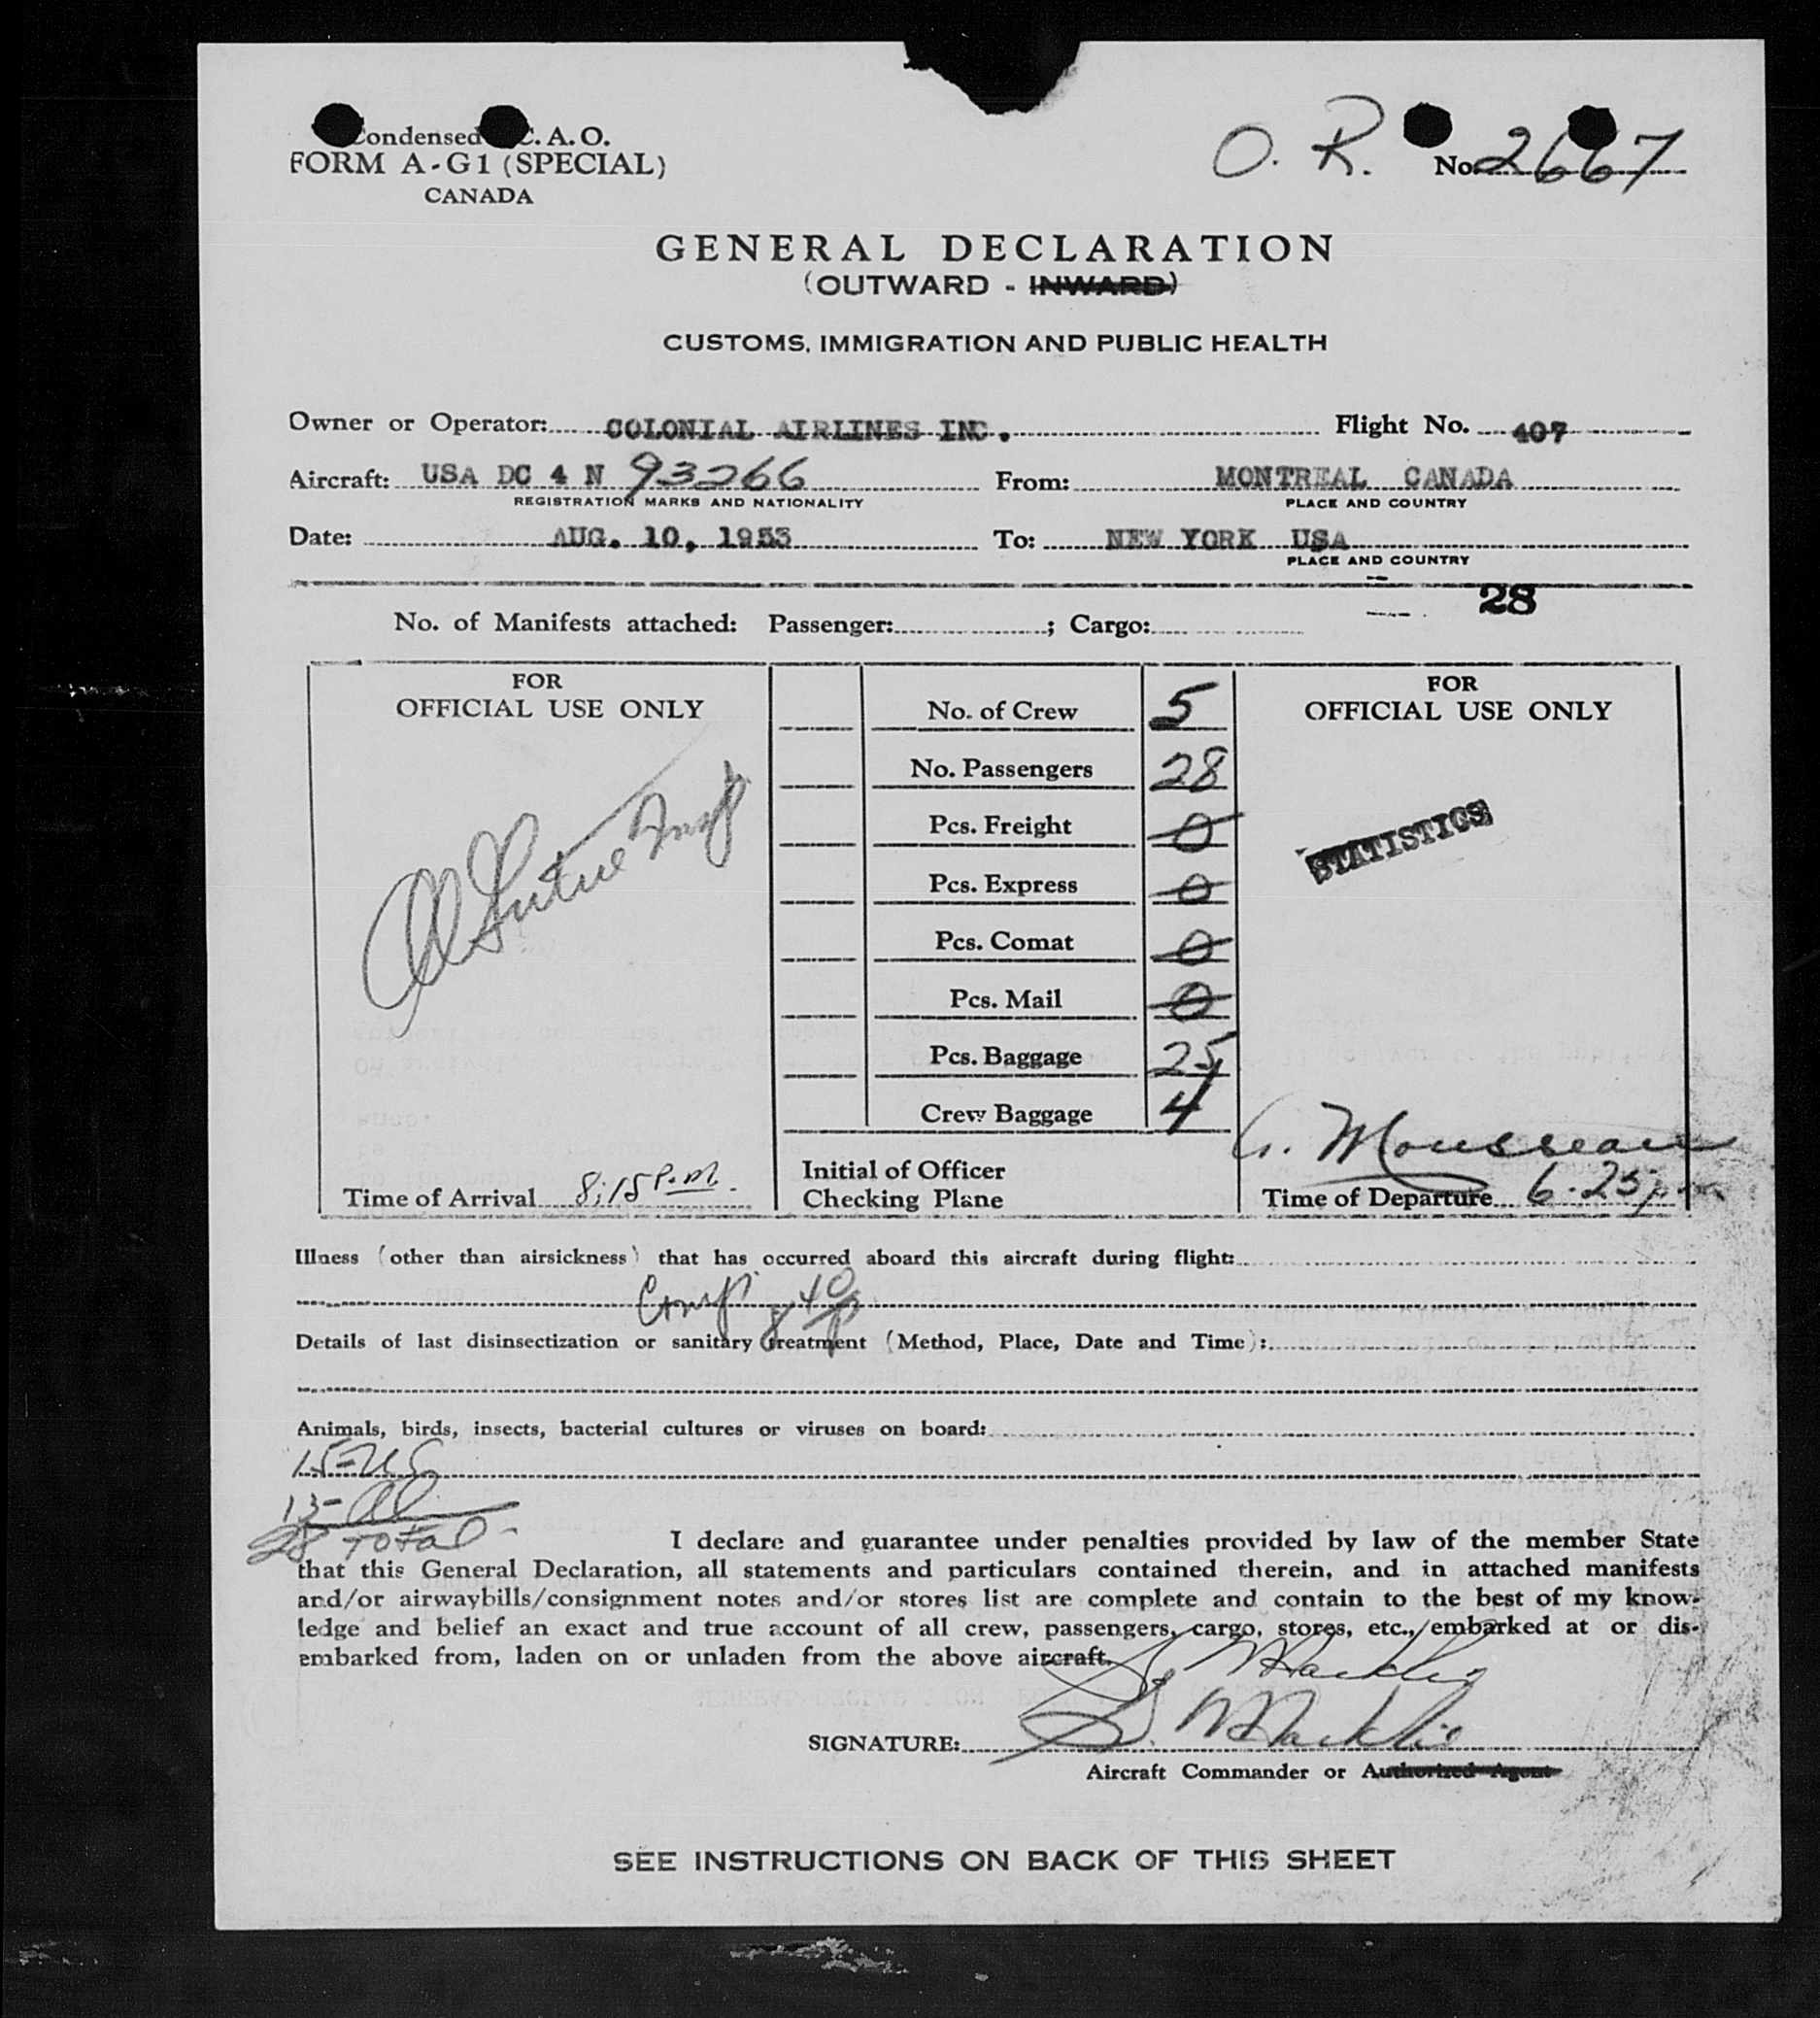 Condensed I.C.A.O.
FORM A-G1 (SPECIAL)
CANADA
O. R. No. 2667
GENERAL DECLARATION
(OUTWARD - INWARD)
CUSTOMS, IMMIGRATION AND PUBLIC HEALTH
Owner or Operator: COLONIAL AIRLINES INC. Flight No. 407
Aircraft: USA DC 4 N 93266 From: MONTREAL CANADA
REGISTRATION MARKS AND NATIONALITY PLACE AND COUNTRY
Date: AUG. 10, 1953 To: NEW YORK USA
PLACE AND COUNTRY
28
No. of Manifests attached: Passenger: ; Cargo:
FOR
OFFICIAL USE ONLY
No. of Crew 5
No. Passengers 28
Pcs. Freight 0
Pcs. Express 0
Pcs. Comat 0
Pcs. Mail 0
Pcs. Baggage 25
Crew Baggage 4
FOR
OFFICIAL USE ONLY
STATISTICS
Mousseau
Time of Arrival 8:15 P.M.
Initial of Officer
Checking Plane
Time of Departure 6.25 p.m
Illness (other than airsickness) that has occurred aboard this aircraft during flight:
Comp. 8 40 p
Details of last disinsectization or sanitary treatment (Method, Place, Date and Time):
Animals, birds, insects, bacterial cultures or viruses on board:
15-US
13-Al
28 Total
I declare and guarantee under penalties provided by law of the member State
that this General Declaration, all statements and particulars contained therein, and in attached manifests
and/or airwaybills/consignment notes and/or stores list are complete and contain to the best of my know-
ledge and belief an exact and true account of all crew, passengers, cargo, stores, etc., embarked at or dis-
embarked from, laden on or unladen from the above aircraft.
SIGNATURE:
Aircraft Commander or Authorized Agent
SEE INSTRUCTIONS ON BACK OF THIS SHEET